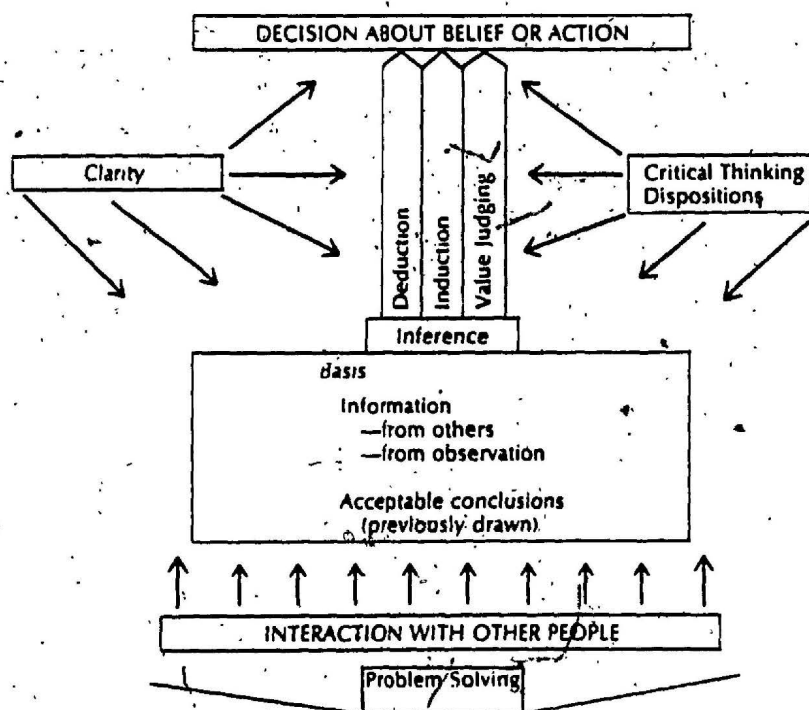 DECISION ABOUT BELIEF OR ACTION
Clarity
Critical Thinking
Dispositions
Deduction
Induction
Value Judging
Inference
Basis
Information
—from others
—from observation
Acceptable conclusions
(previously drawn)
INTERACTION WITH OTHER PEOPLE
Problem Solving